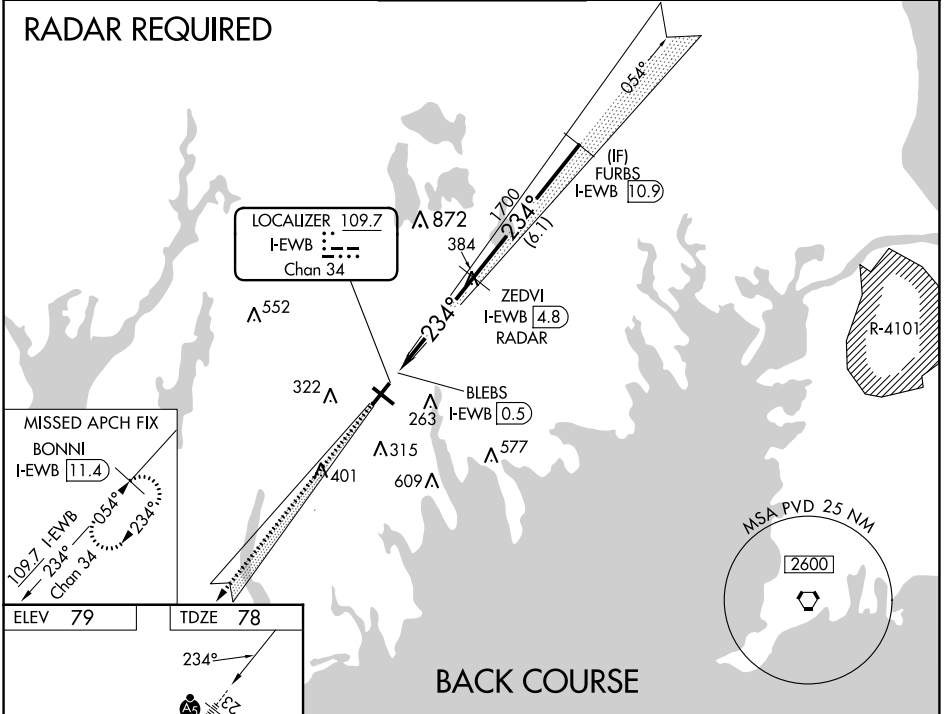 RADAR REQUIRED
054°
(IF)
FURBS
I-EWB 10.9
1700
234°
(6.1)
LOCALIZER 109.7
I-EWB
Chan 34
872
384
552
234°
ZEDVI
I-EWB 4.8
RADAR
R-4101
322
BLEBS
I-EWB 0.5
263
315
577
401
609
MISSED APCH FIX
BONNI
I-EWB 11.4
054°
234°
109.7 I-EWB
234°
Chan 34
MSA PVD 25 NM
2600
ELEV 79
TDZE 78
234°
A5
23
BACK COURSE